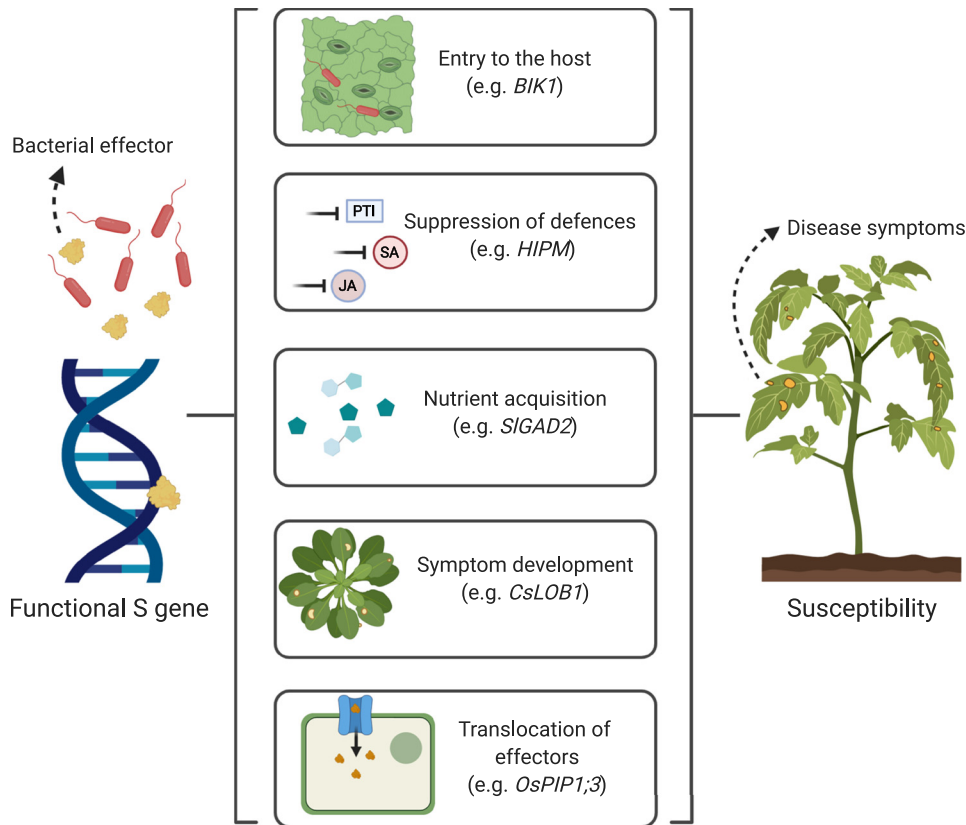 Bacterial effector
Functional S gene
Entry to the host
(e.g. BIK1)
PTI
SA
JA
Suppression of defences
(e.g. HIPM)
Nutrient acquisition
(e.g. SlGAD2)
Symptom development
(e.g. CsLOB1)
Translocation of
effectors
(e.g. OsPIP1;3)
Disease symptoms
Susceptibility